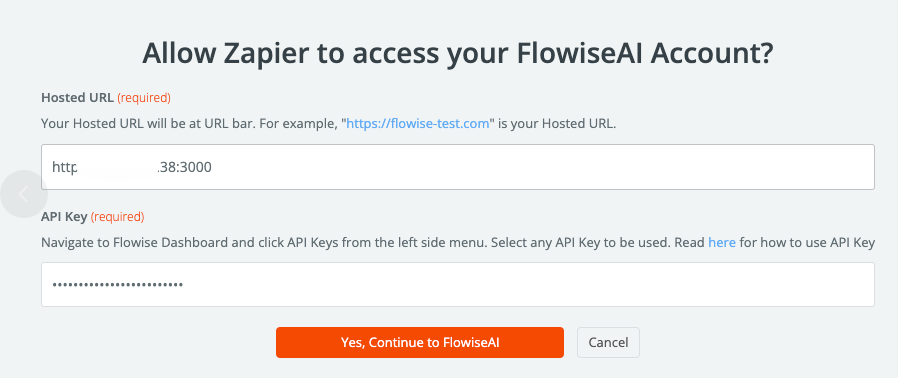 Allow Zapier to access your FlowiseAI Account?
Hosted URL (required)
Your Hosted URL will be at URL bar. For example, "https://flowise-test.com" is your Hosted URL.
http .38:3000
API Key (required)
Navigate to Flowise Dashboard and click API Keys from the left side menu. Select any API Key to be used. Read here for how to use API Key
•••••••••••••••••••••••••
Yes, Continue to FlowiseAI
Cancel